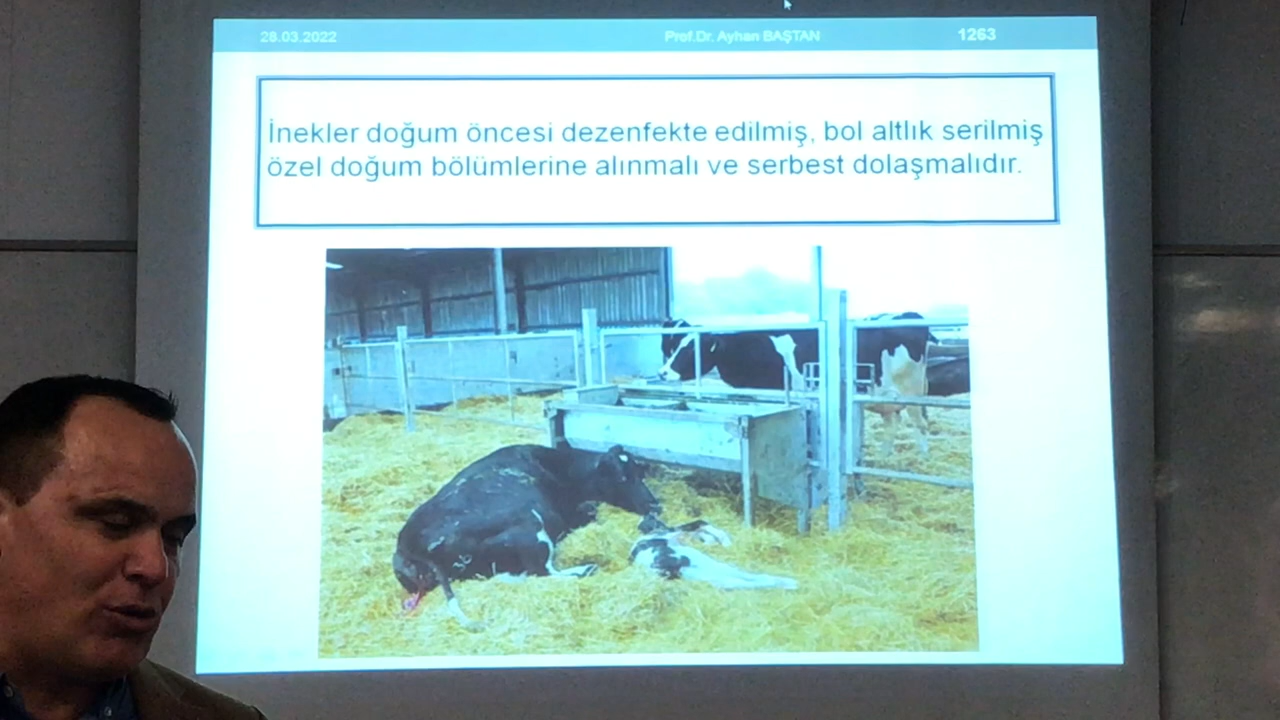 28.03.2022 Prof.Dr. Ayhan BAŞTAN 1263
İnekler doğum öncesi dezenfekte edilmiş, bol altlık serilmiş
özel doğum bölümlerine alınmalı ve serbest dolaşmalıdır.